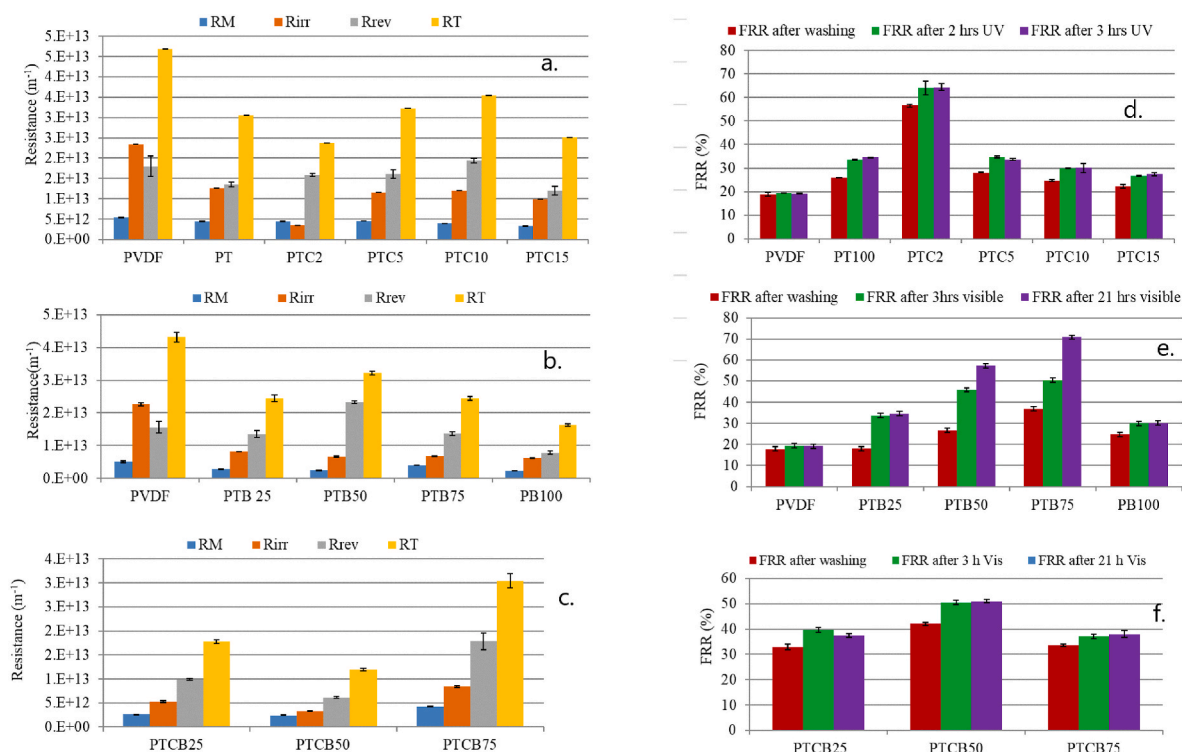 RM Rirr Rrev RT
a.
Resistance (m⁻¹)
5.E+13
5.E+13
4.E+13
4.E+13
3.E+13
3.E+13
2.E+13
2.E+13
1.E+13
5.E+12
0.E+00
PVDF PT PTC2 PTC5 PTC10 PTC15
RM Rirr Rrev RT
b.
Resistance(m⁻¹)
5.E+13
4.E+13
3.E+13
2.E+13
1.E+13
0.E+00
PVDF PTB 25 PTB50 PTB75 PB100
RM Rirr Rrev RT
c.
Resistance (m⁻¹)
4.E+13
3.E+13
3.E+13
2.E+13
2.E+13
1.E+13
5.E+12
0.E+00
PTCB25 PTCB50 PTCB75
FRR after washing FRR after 2 hrs UV FRR after 3 hrs UV
d.
FRR (%)
80
70
60
50
40
30
20
10
0
PVDF PT100 PTC2 PTC5 PTC10 PTC15
FRR after washing FRR after 3hrs visible FRR after 21 hrs visible
e.
FRR (%)
80
70
60
50
40
30
20
10
0
PVDF PTB25 PTB50 PTB75 PB100
FRR after washing FRR after 3 h Vis FRR after 21 h Vis
f.
FRR (%)
60
50
40
30
20
10
0
PTCB25 PTCB50 PTCB75